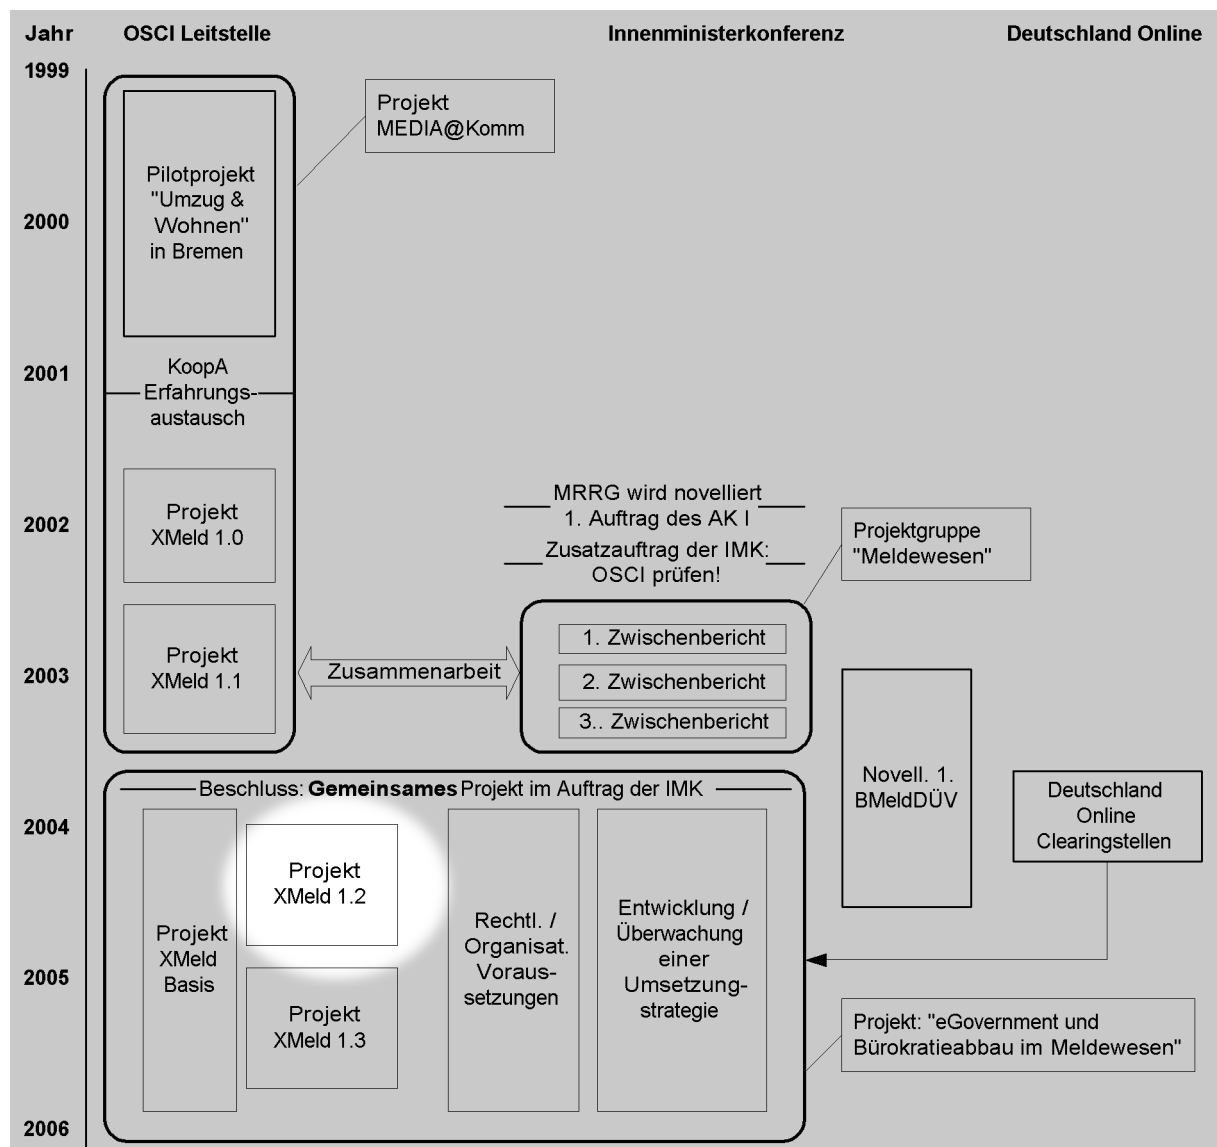 Jahr OSCI Leitstelle Innenministerkonferenz Deutschland Online
1999
Projekt
MEDIA@Komm
Pilotprojekt
"Umzug &
Wohnen"
in Bremen
2000
2001
KoopA
Erfahrungs-
austausch
MRRG wird novelliert
1. Auftrag des AK I
2002
Projekt
XMeld 1.0
Zusatzauftrag der IMK:
OSCI prüfen!
Projektgruppe
"Meldewesen"
Projekt
XMeld 1.1
2003
Zusammenarbeit
1. Zwischenbericht
2. Zwischenbericht
3.. Zwischenbericht
Novell. 1.
BMeldDÜV
Deutschland
Online
Clearingstellen
Beschluss: Gemeinsames Projekt im Auftrag der IMK
2004
Projekt
XMeld 1.2
Projekt
XMeld
Basis
Rechtl. /
Organisat.
Voraus-
setzungen
Entwicklung /
Überwachung
einer
Umsetzung-
strategie
2005
Projekt
XMeld 1.3
Projekt: "eGovernment und
Bürokratieabbau im Meldewesen"
2006